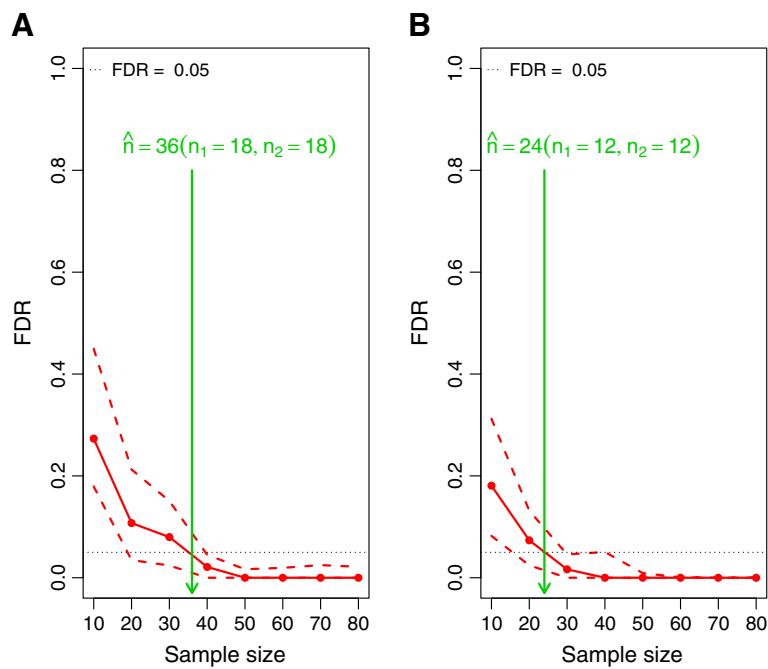 A
FDR = 0.05
n̂ = 36(n₁ = 18, n₂ = 18)
1.0
0.8
0.6
0.4
0.2
0.0
FDR
10 20 30 40 50 60 70 80
Sample size
B
FDR = 0.05
n̂ = 24(n₁ = 12, n₂ = 12)
1.0
0.8
0.6
0.4
0.2
0.0
FDR
10 20 30 40 50 60 70 80
Sample size